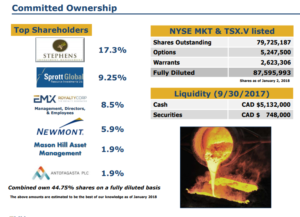 Committed Ownership
Top Shareholders
STEPHENS
17.3%
Sprott Global
9.25%
EMX
Management, Directors,
& Employees
8.5%
NEWMONT.
5.9%
Mason Hill Asset
Management
1.9%
ANTOFAGASTA PLC
1.9%
Combined own 44.75% shares on a fully diluted basis
The above amounts are estimated to be the best of our knowledge as of January 2018
NYSE MKT & TSX.V listed
Shares Outstanding 79,725,187
Options 5,247,500
Warrants 2,623,306
Fully Diluted 87,595,993
Shares as of January 2, 2018
Liquidity (9/30/2017)
Cash CAD $5,132,000
Securities CAD $ 748,000